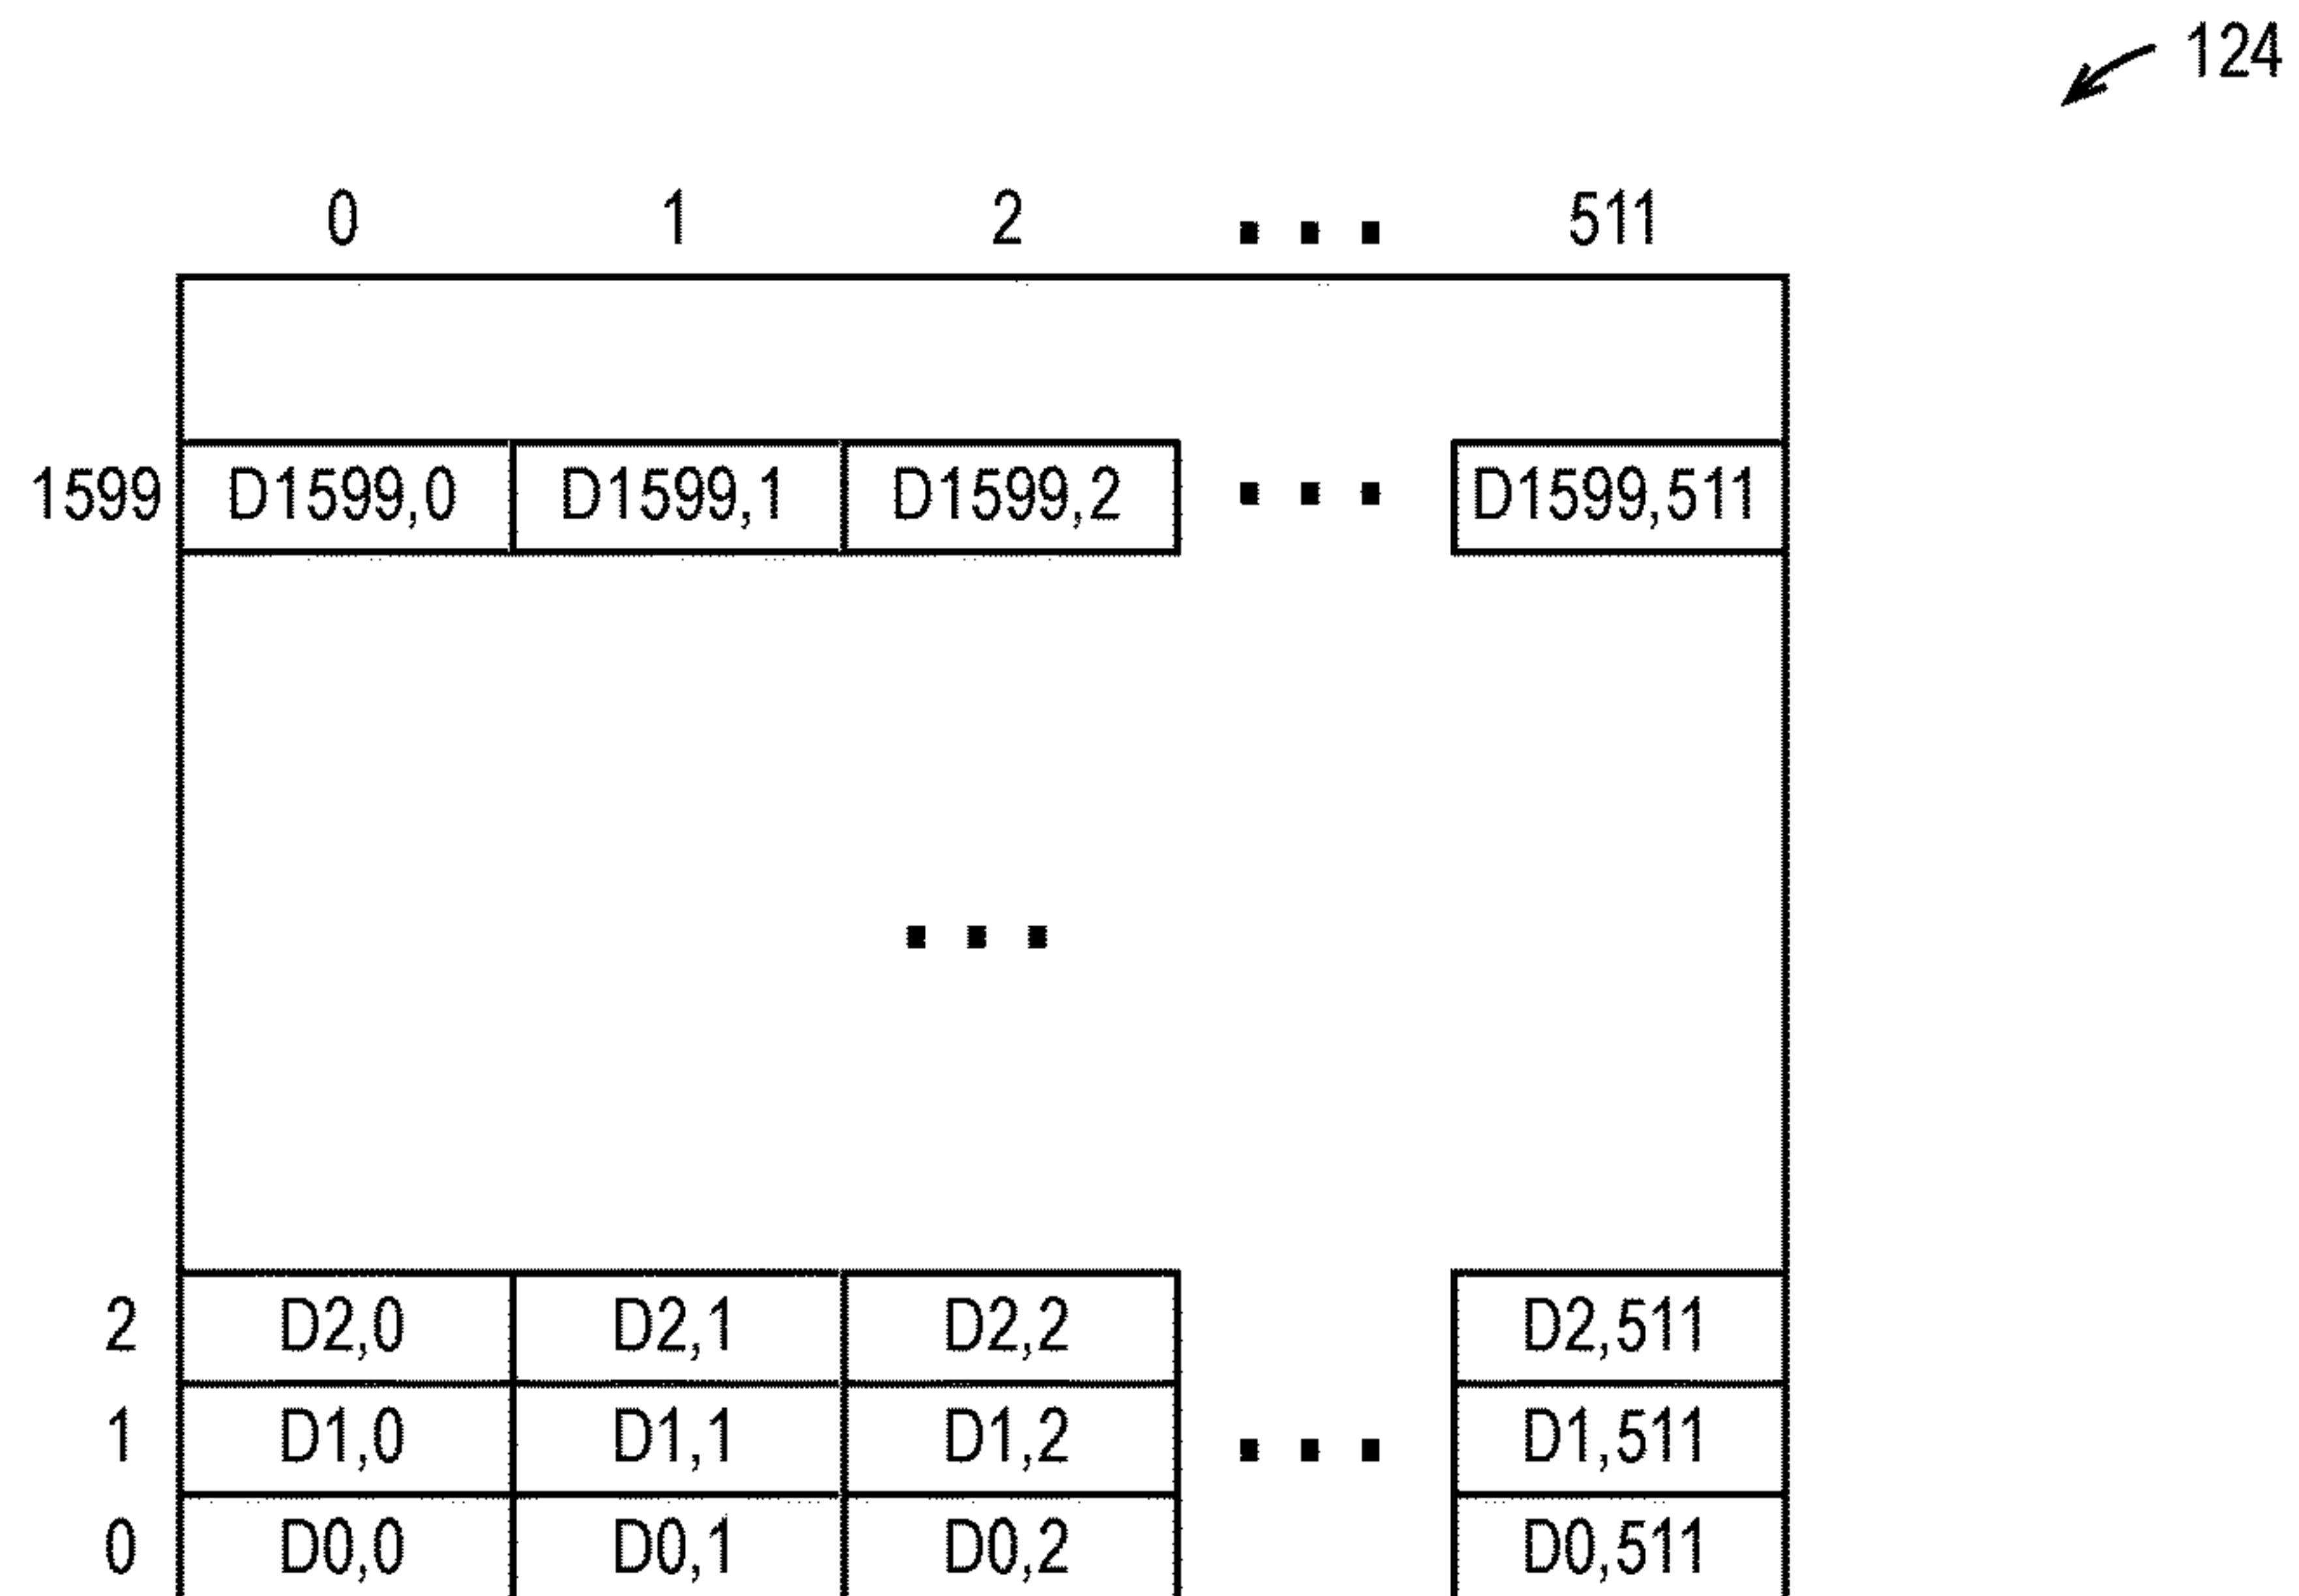 124
0 1 2 ... 511
1599 D1599,0 D1599,1 D1599,2 ... D1599,511
...
2 D2,0 D2,1 D2,2 D2,511
1 D1,0 D1,1 D1,2 ... D1,511
0 D0,0 D0,1 D0,2 D0,511